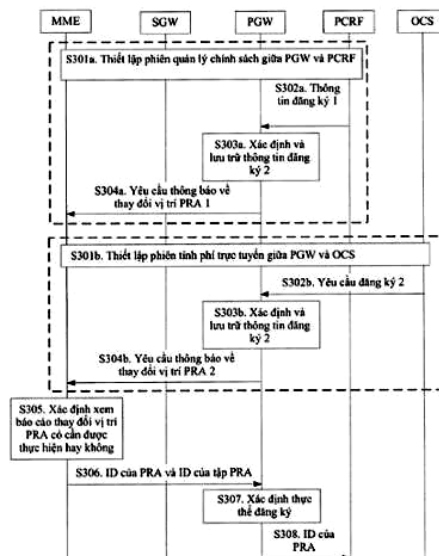 MME SGW PGW PCRF OCS
S301a. Thiết lập phiên quản lý chính sách giữa PGW và PCRF
S302a. Thông
tin đăng ký 1
S303a. Xác định và
lưu trữ thông tin đăng
ký 2
S304a. Yêu cầu thông báo về
thay đổi vị trí PRA 1
S301b. Thiết lập phiên tính phí trực tuyến giữa PGW và OCS
S302b. Yêu cầu đăng ký 2
S303b. Xác định và
lưu trữ thông tin đăng
ký 2
S304b. Yêu cầu thông báo về
thay đổi vị trí PRA 2
S305. Xác định xem
báo cáo thay đổi vị trí
PRA có cần được
thực hiện hay không
S306. ID của PRA và ID của tập PRA
S307. Xác định thực
thể đăng ký
S308. ID của
PRA